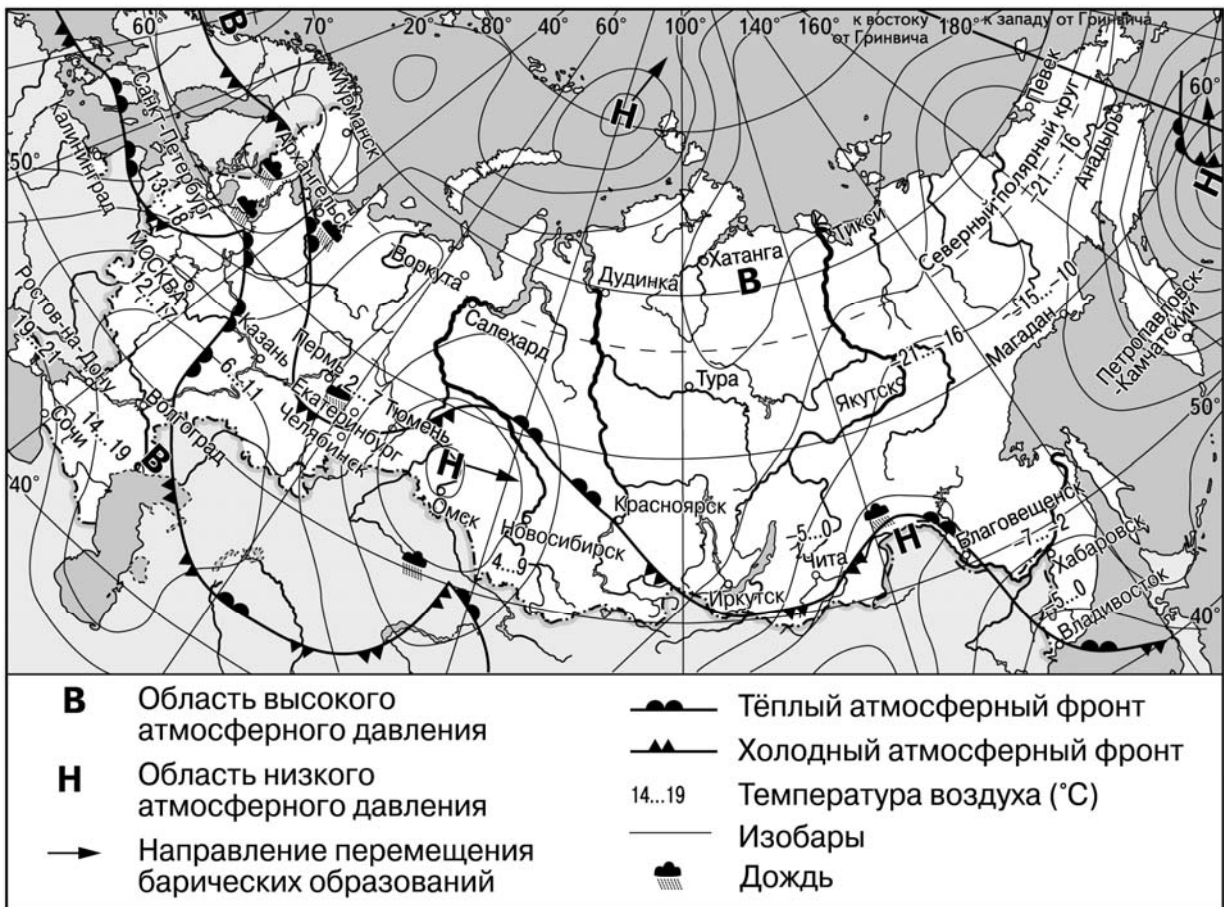 60° 70° 20 80° 40° 60° 100° 140° 160° к востоку от Гринвича 180° к западу от Гринвича
В
Мурманск
Санкт-Петербург
Калининград
Архангельск
Н
Певек
60°
50°
13...18
Северный полярный круг
-21...-16
Анадырь
Н
МОСКВА
12...17
Воркута
Дудинка
Хатанга
В
Тикси
Ростов-на-Дону
19...21
Казань
6...11
Пермь 2...7
Салехард
-15...-10
Магадан
Петропавловск-
-Камчатский
Тура
-21...-16
Якутск
Сочи
14...19
В
Волгоград
Екатеринбург
Челябинск
Тюмень
50°
40°
Н
Омск
Новосибирск
4...9
Красноярск
-5...0
Чита
Иркутск
Н
Благовещенск
-7...-2
Хабаровск
-5...0
Владивосток
40°
В Область высокого
атмосферного давления
Н Область низкого
атмосферного давления
Направление перемещения
барических образований
Тёплый атмосферный фронт
Холодный атмосферный фронт
14...19 Температура воздуха (°С)
Изобары
Дождь